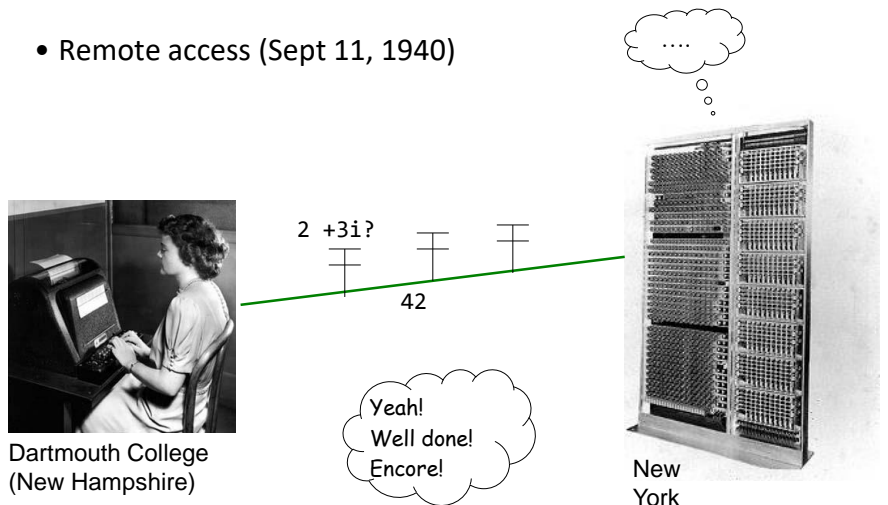 • Remote access (Sept 11, 1940)
....
2 +3i?
42
Yeah!
Well done!
Encore!
Dartmouth College
(New Hampshire)
New
York